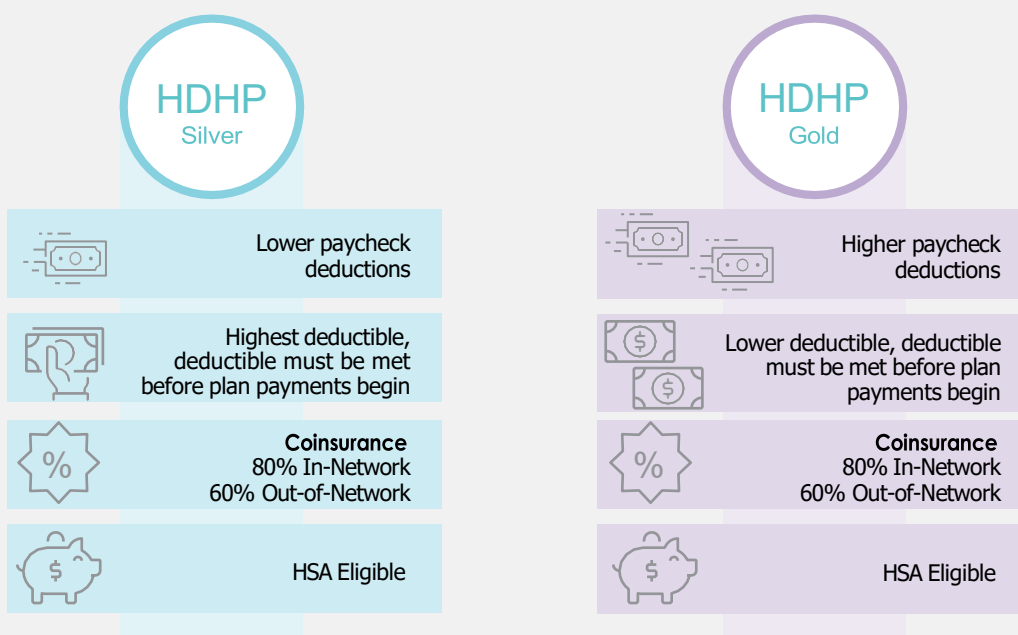 HDHP
Silver
Lower paycheck
deductions
Highest deductible,
deductible must be met
before plan payments begin
%
Coinsurance
80% In-Network
60% Out-of-Network
$
HSA Eligible
HDHP
Gold
Higher paycheck
deductions
$
$
Lower deductible, deductible
must be met before plan
payments begin
%
Coinsurance
80% In-Network
60% Out-of-Network
$
HSA Eligible